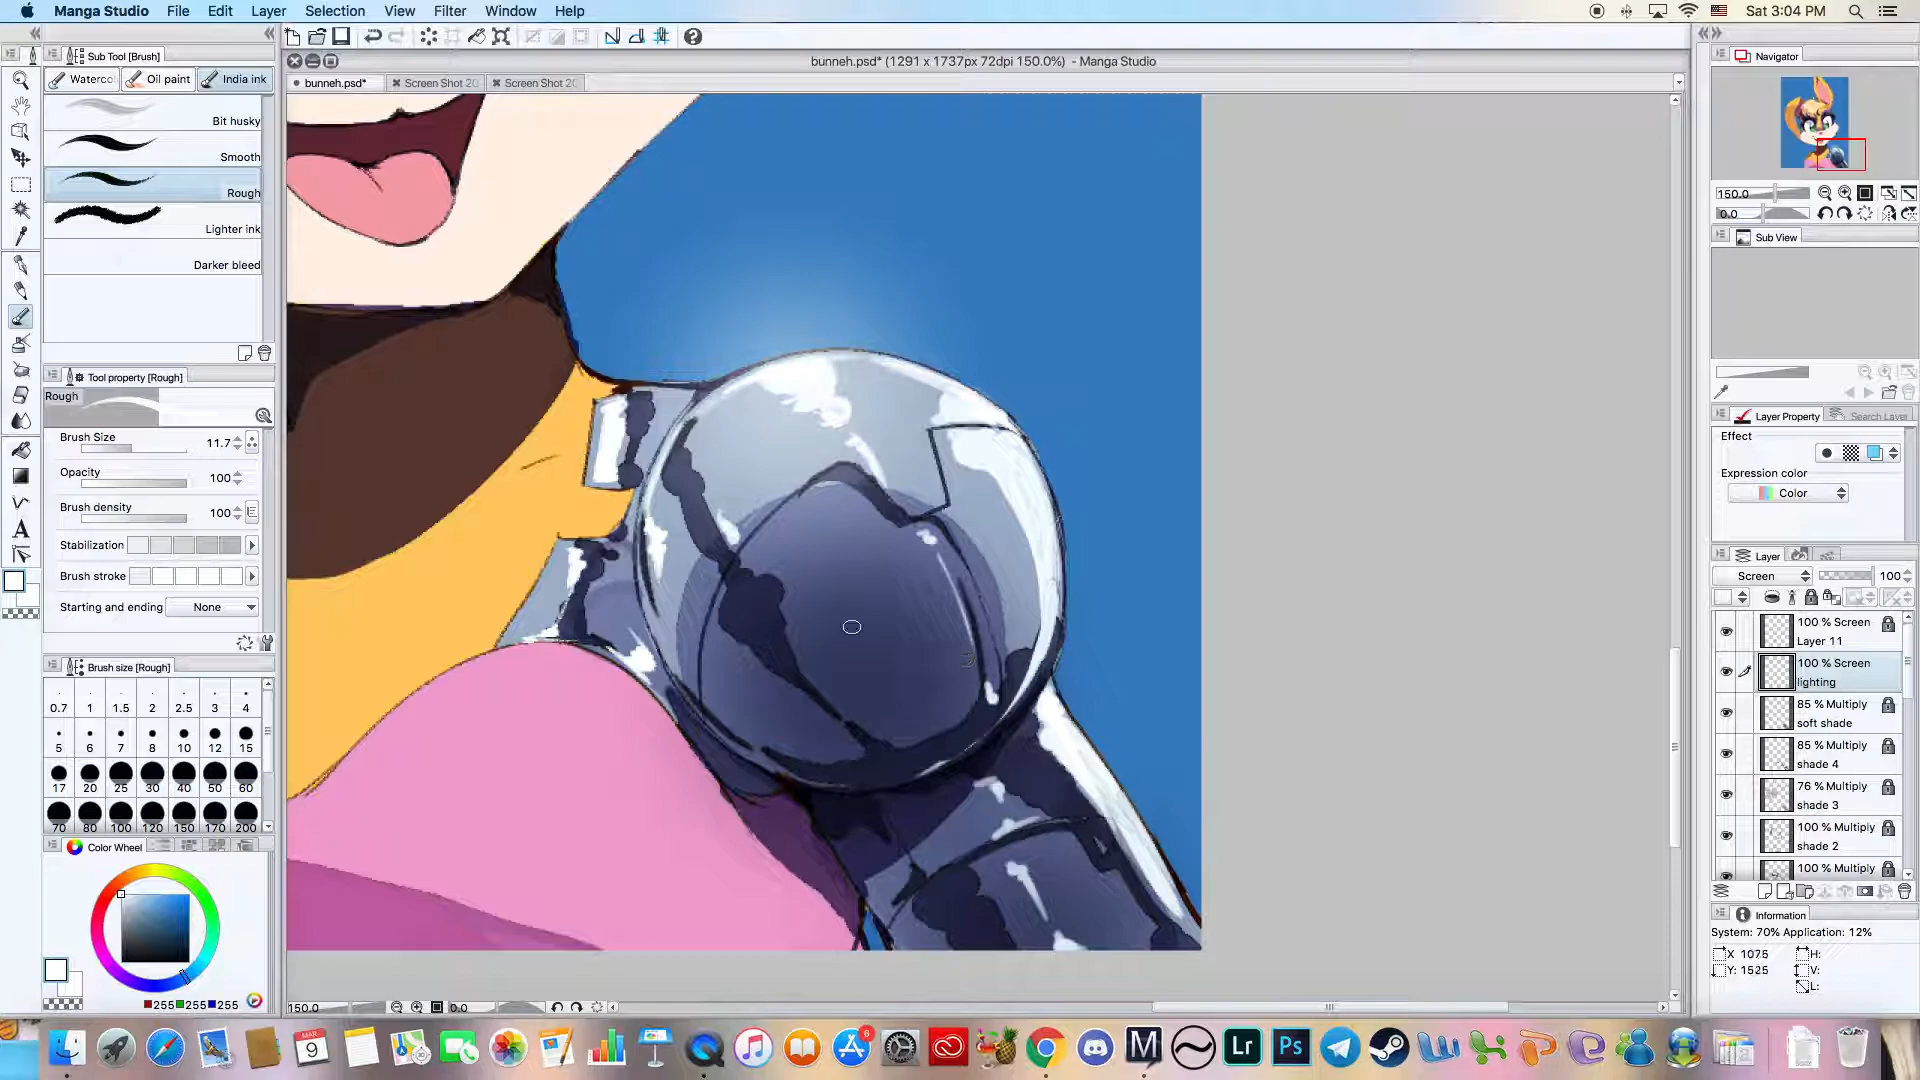 Manga Studio File Edit Layer Selection View Filter Window Help
Sat 3:04 PM
bunneh.psd* (1291 x 1737px 72dpi 150.0%) - Manga Studio
Sub Tool [Brush]
Oil paint India ink
bunneh.psd* Screen Shot 20 Screen Shot 20
Bit husky
Smooth
Rough
Lighter ink
Darker bleed
Tool property [Rough]
Rough
Brush Size 11.7
Opacity 100
Brush density 100
Stabilization
Brush stroke
Starting and ending None
Brush size [Rough]
0.7 1 1.5 2 2.5 3 4
5 6 7 8 10 12 15
17 20 25 30 40 50 60
70 80 100 120 150 170 200
Color Wheel
255 255 255
150.0 0.0
Navigator
150.0
0.0
Sub View
Layer Property Search Layer
Effect
Expression color
Color
Layer
Screen 100
100 % Screen
Layer 11
100 % Screen
lighting
85 % Multiply
soft shade
85 % Multiply
shade 4
76 % Multiply
shade 3
100 % Multiply
shade 2
100 % Multiply
Information
System: 70% Application: 12%
X 1075 H:
Y: 1525 V:
L:
MAR
9
6
Lr
Ps